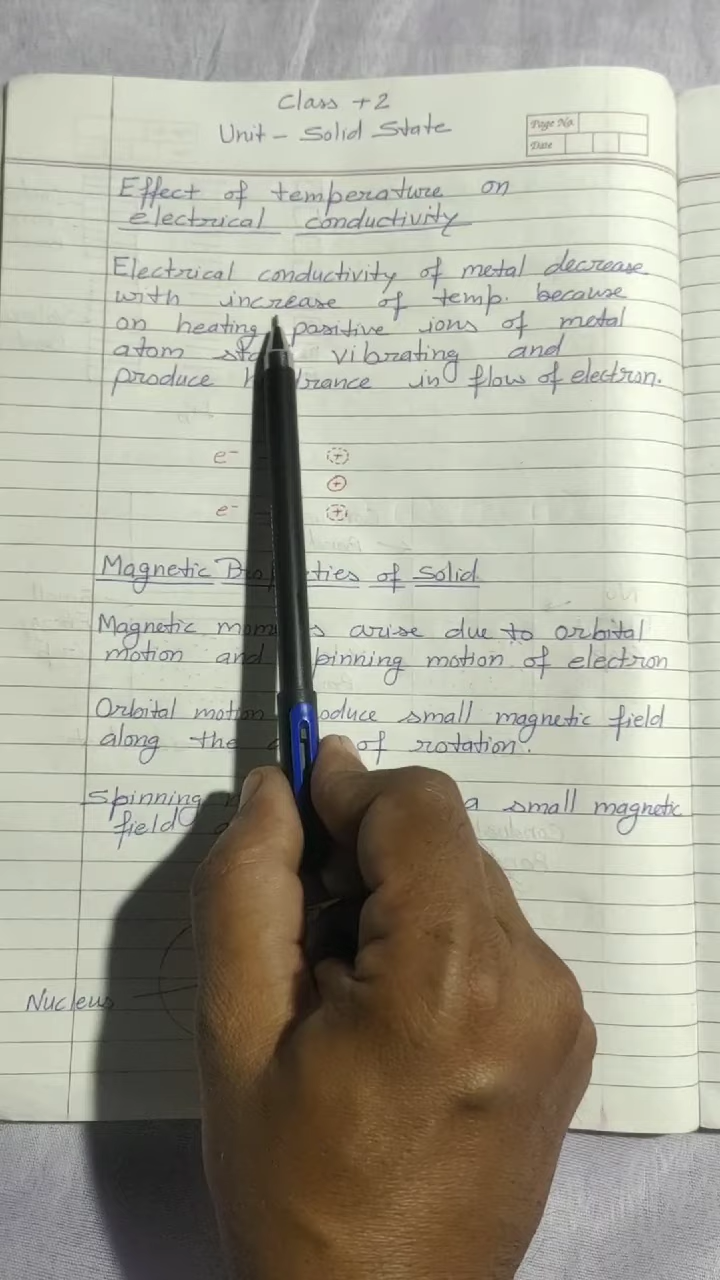 Class +2
Unit - Solid State
Page No.
Date
Effect of temperature on
electrical conductivity
Electrical conductivity of metal decrease
with increase of temp. because
on heating positive ions of metal
atom vibrating and
produce in flow of electron.
e- (+)
(+)
e- (+)
Magnetic of Solid
Magnetic arise due to orbital
motion and spinning motion of electron
Orbital motion produce small magnetic field
along the of rotation.
Spinning a small magnetic
field
Nucleus